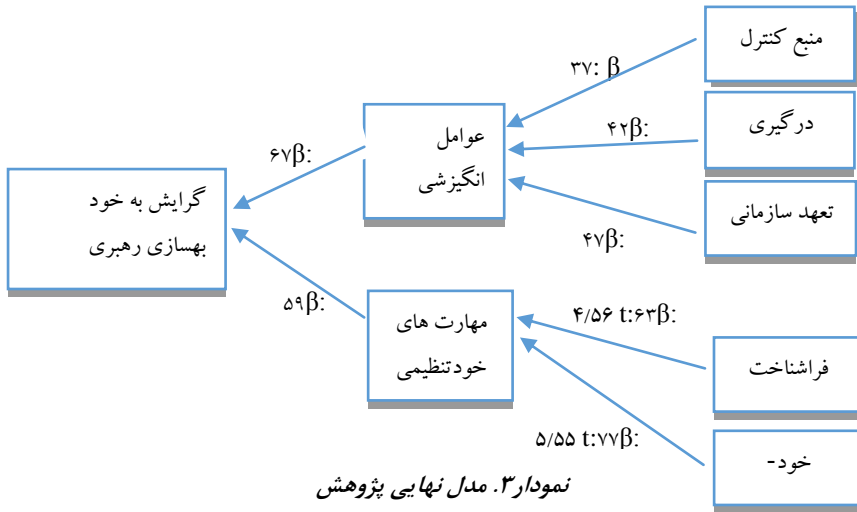 منبع کنترل
۳۷: β
درگیری
۴۲β:
عوامل
انگیزشی
۶۷β:
گرایش به خود
بهسازی رهبری
تعهد سازمانی
۴۷β:
۵۹β:
مهارت های
خودتنظیمی
۴/۵۶ t:۶۳β:
فراشناخت
۵/۵۵ t:۷۷β:
خود-
نمودار۳. مدل نهایی پژوهش